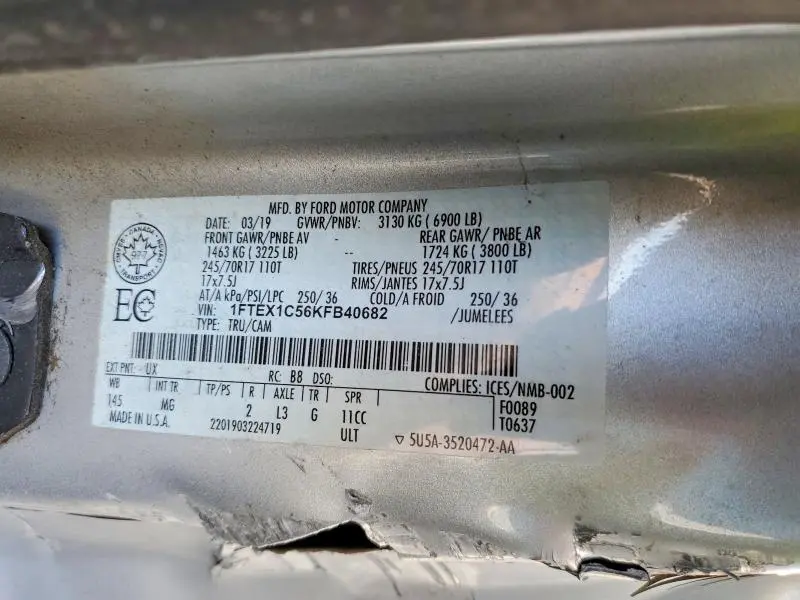 MFD. BY FORD MOTOR COMPANY
DATE: 03/19 GVWR/PNBV: 3130 KG ( 6900 LB)
FRONT GAWR/PNBE AV -- REAR GAWR/ PNBE AR
1463 KG ( 3225 LB) 1724 KG ( 3800 LB)
245/70R17 110T -- TIRES/PNEUS 245/70R17 110T
17x7.5J RIMS/JANTES 17x7.5J
AT/A kPa/PSI/LPC 250/ 36 COLD/A FROID 250/ 36
VIN: 1FTEX1C56KFB40682 /JUMELEES
TYPE: TRU/CAM
CANADA
977
TRANSPORT
EC
EXT PNT: UX RC: B8 DSO: COMPLIES: ICES/NMB-002
WB INT TR TP/PS R AXLE TR SPR F0089
145 MG 2 L3 G 11CC T0637
MADE IN U.S.A. 2201903224719 ULT ▽ 5U5A-3520472-AA